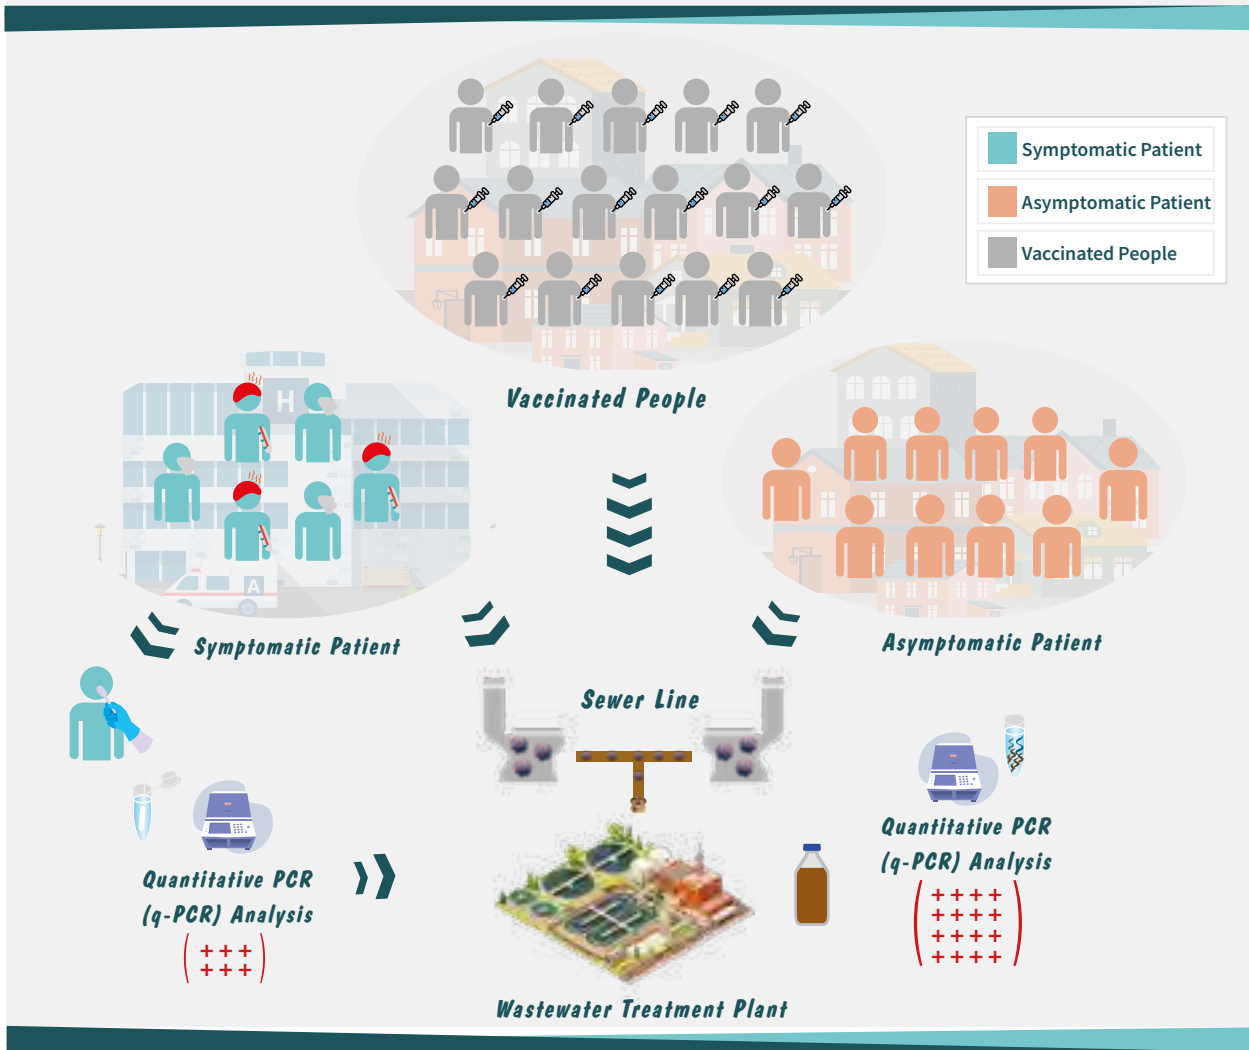 Symptomatic Patient
Asymptomatic Patient
Vaccinated People
H
A
Vaccinated People
Symptomatic Patient
Asymptomatic Patient
Sewer Line
Quantitative PCR
(q-PCR) Analysis
(+ + +
+ + +)
Quantitative PCR
(q-PCR) Analysis
(+ + + +
+ + + +
+ + + +
+ + + +)
Wastewater Treatment Plant